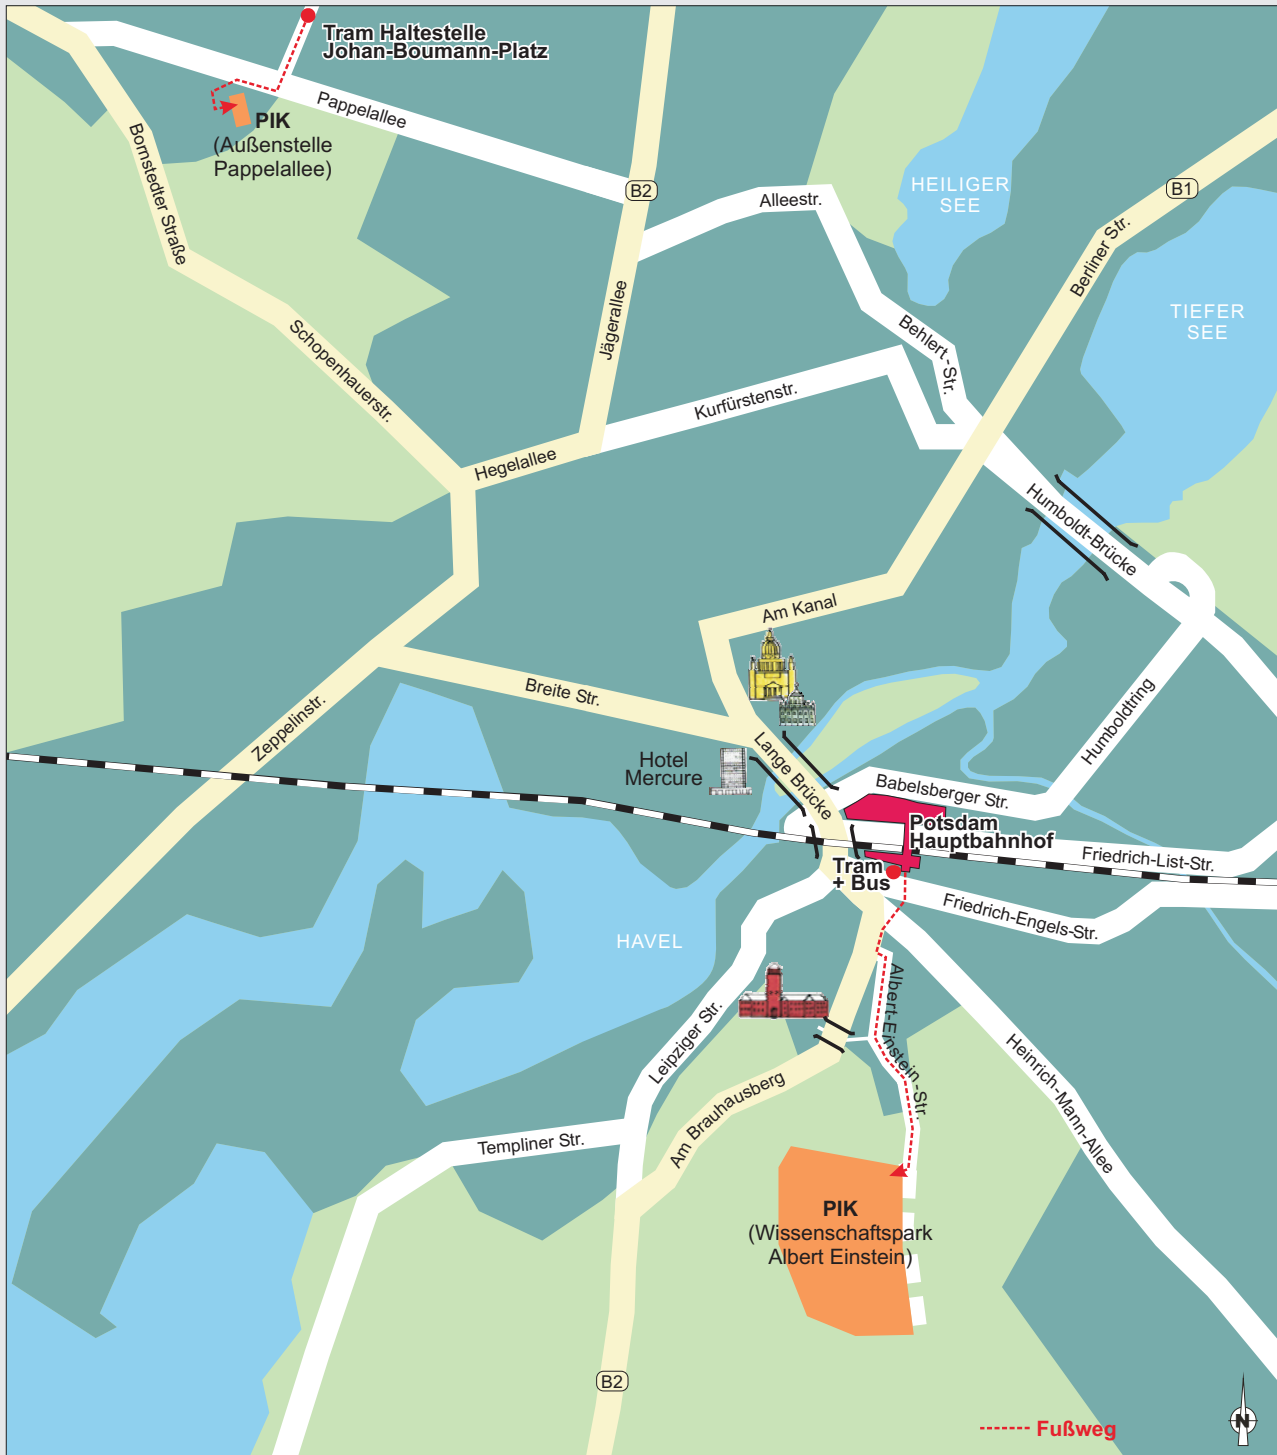 Tram Haltestelle
Johan-Boumann-Platz
Pappelallee
PIK
(Außenstelle
Pappelallee)
Bornstedter Straße
B2
Alleestr.
HEILIGER
SEE
B1
Berliner Str.
TIEFER
SEE
Jägerallee
Schopenhauerstr.
Behlert-Str.
Kurfürstenstr.
Hegelallee
Humboldt-Brücke
Am Kanal
Breite Str.
Zeppelinstr.
Humboldtring
Hotel
Mercure
Lange Brücke
Babelsberger Str.
Potsdam
Hauptbahnhof
Friedrich-List-Str.
Tram
+ Bus
Friedrich-Engels-Str.
HAVEL
Albert-Einstein-Str.
Leipziger Str.
Heinrich-Mann-Allee
Am Brauhausberg
Templiner Str.
PIK
(Wissenschaftspark
Albert Einstein)
B2
Fußweg
N